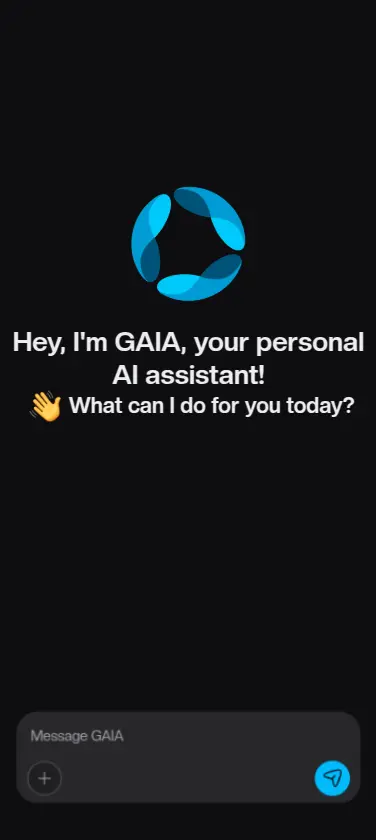 Hey, I'm GAIA, your personal
AI assistant!
👋 What can I do for you today?
Message GAIA